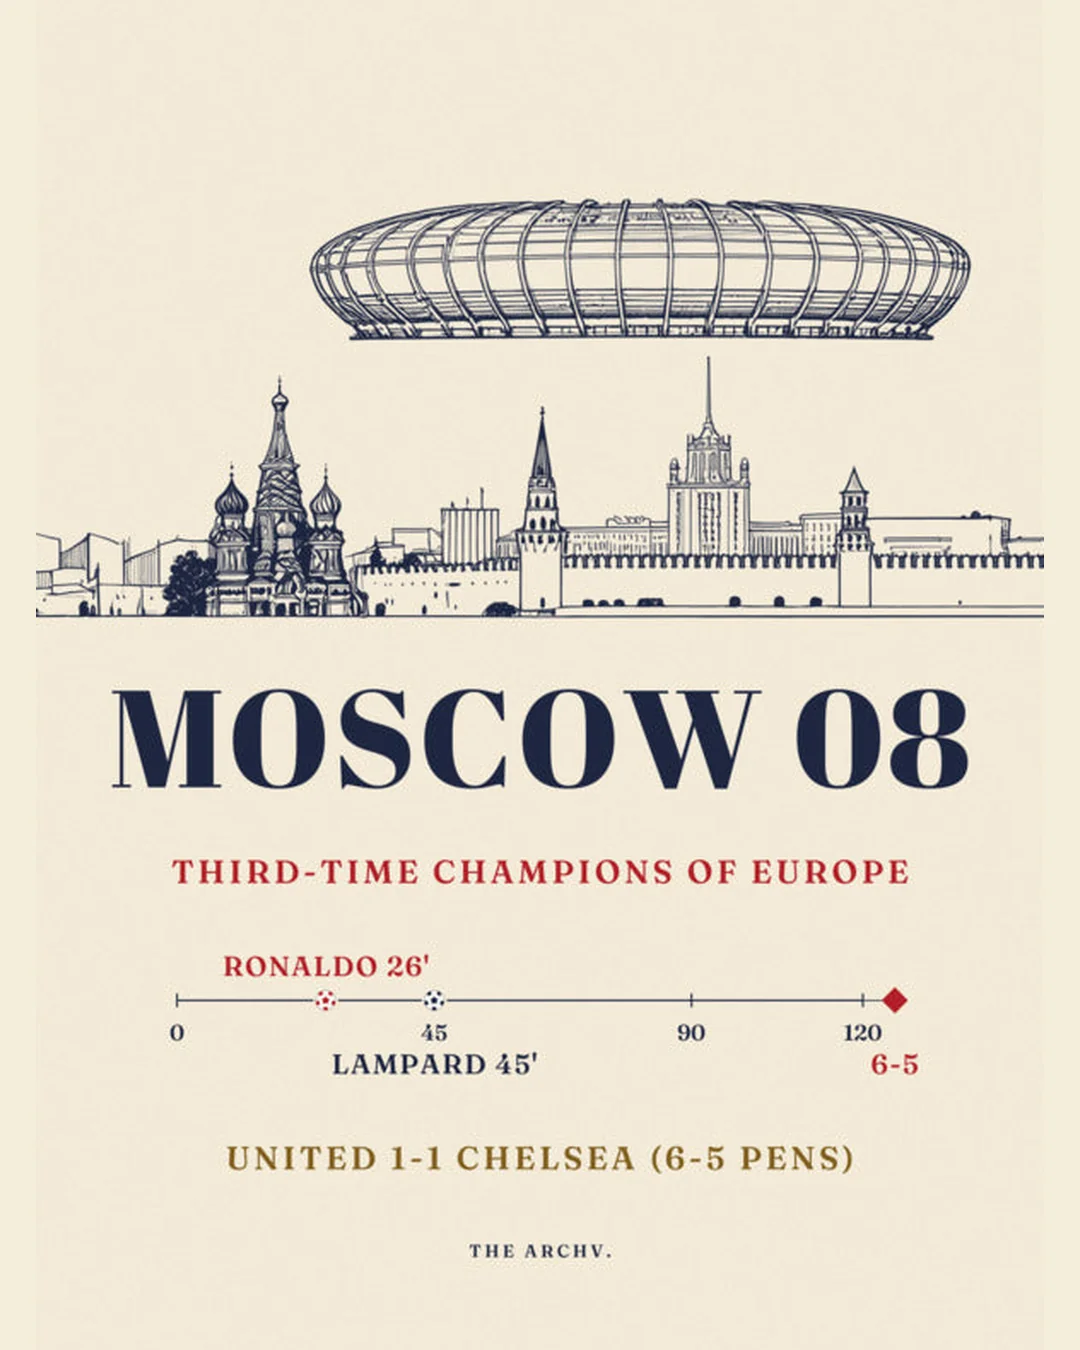 MOSCOW 08
THIRD-TIME CHAMPIONS OF EUROPE
RONALDO 26'
0 45 90 120
LAMPARD 45' 6-5
UNITED 1-1 CHELSEA (6-5 PENS)
THE ARCHV.